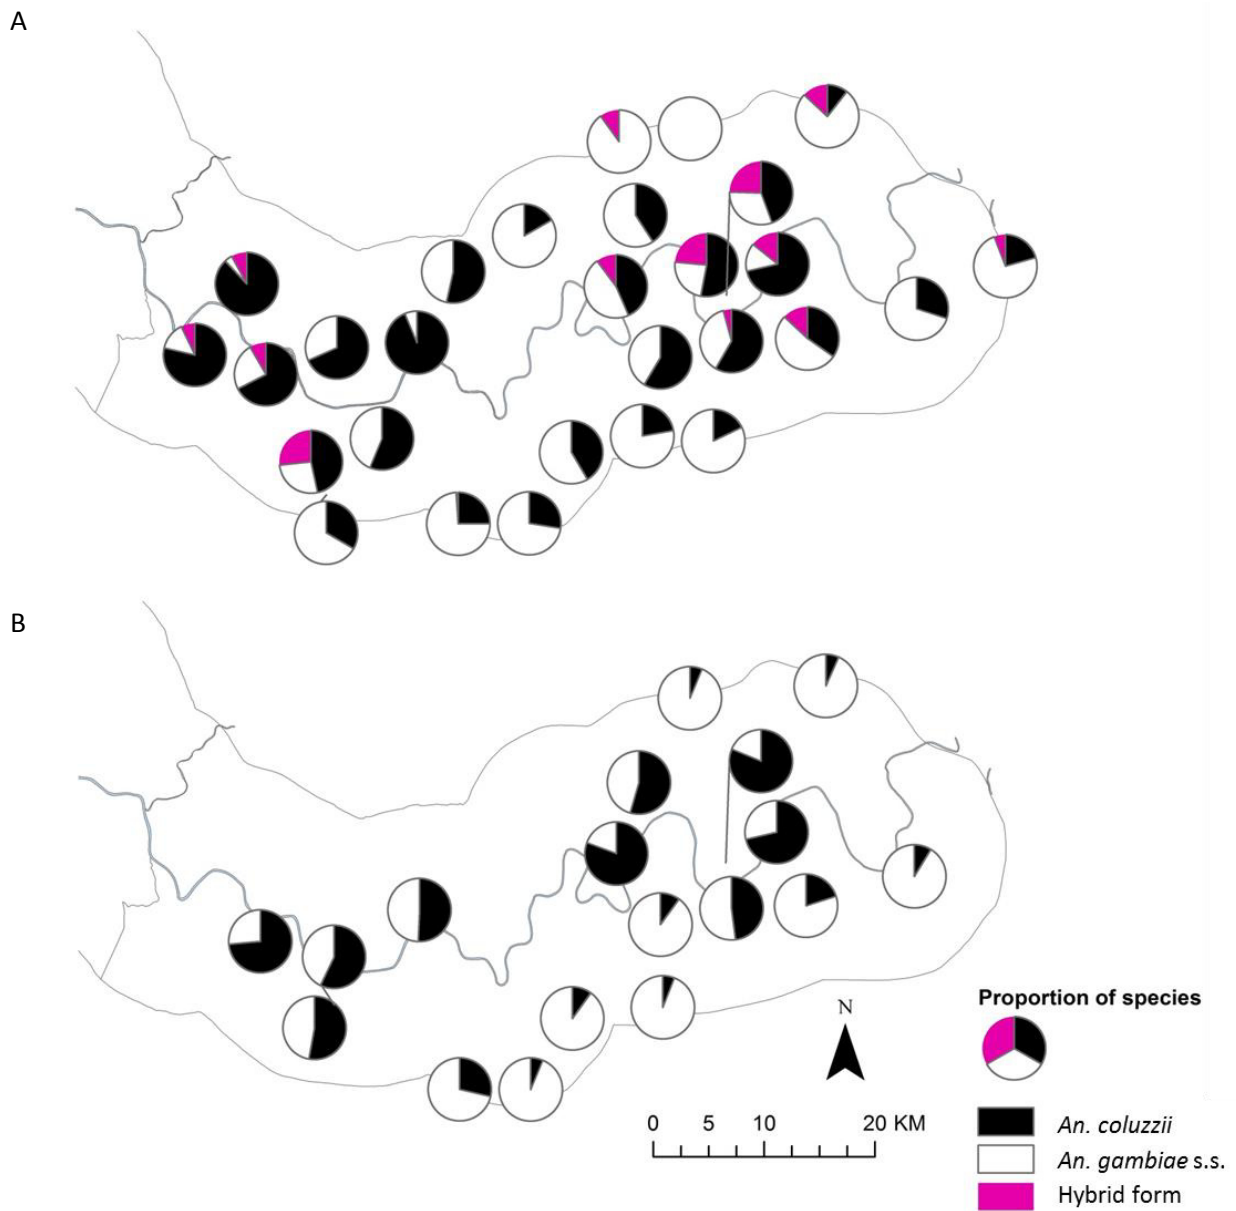 A
B
Proportion of species
N
0 5 10 20 KM
An. coluzzii
An. gambiae s.s.
Hybrid form